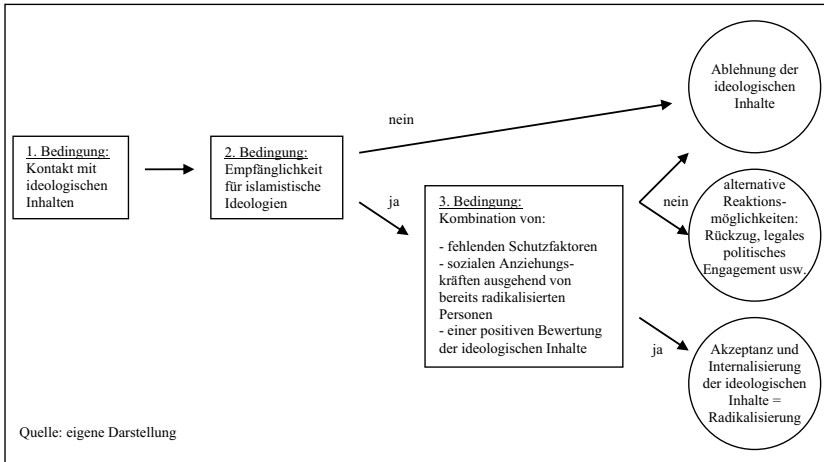 1. Bedingung:
Kontakt mit
ideologischen
Inhalten
2. Bedingung:
Empfänglichkeit
für islamistische
Ideologien
nein
ja
3. Bedingung:
Kombination von:
- fehlenden Schutzfaktoren
- sozialen Anziehungs-
kräften ausgehend von
bereits radikalisierten
Personen
- einer positiven Bewertung
der ideologischen Inhalte
nein
ja
Ablehnung der
ideologischen
Inhalte
alternative
Reaktions-
möglichkeiten:
Rückzug, legales
politisches
Engagement usw.
Akzeptanz und
Internalisierung
der ideologischen
Inhalte =
Radikalisierung
Quelle: eigene Darstellung